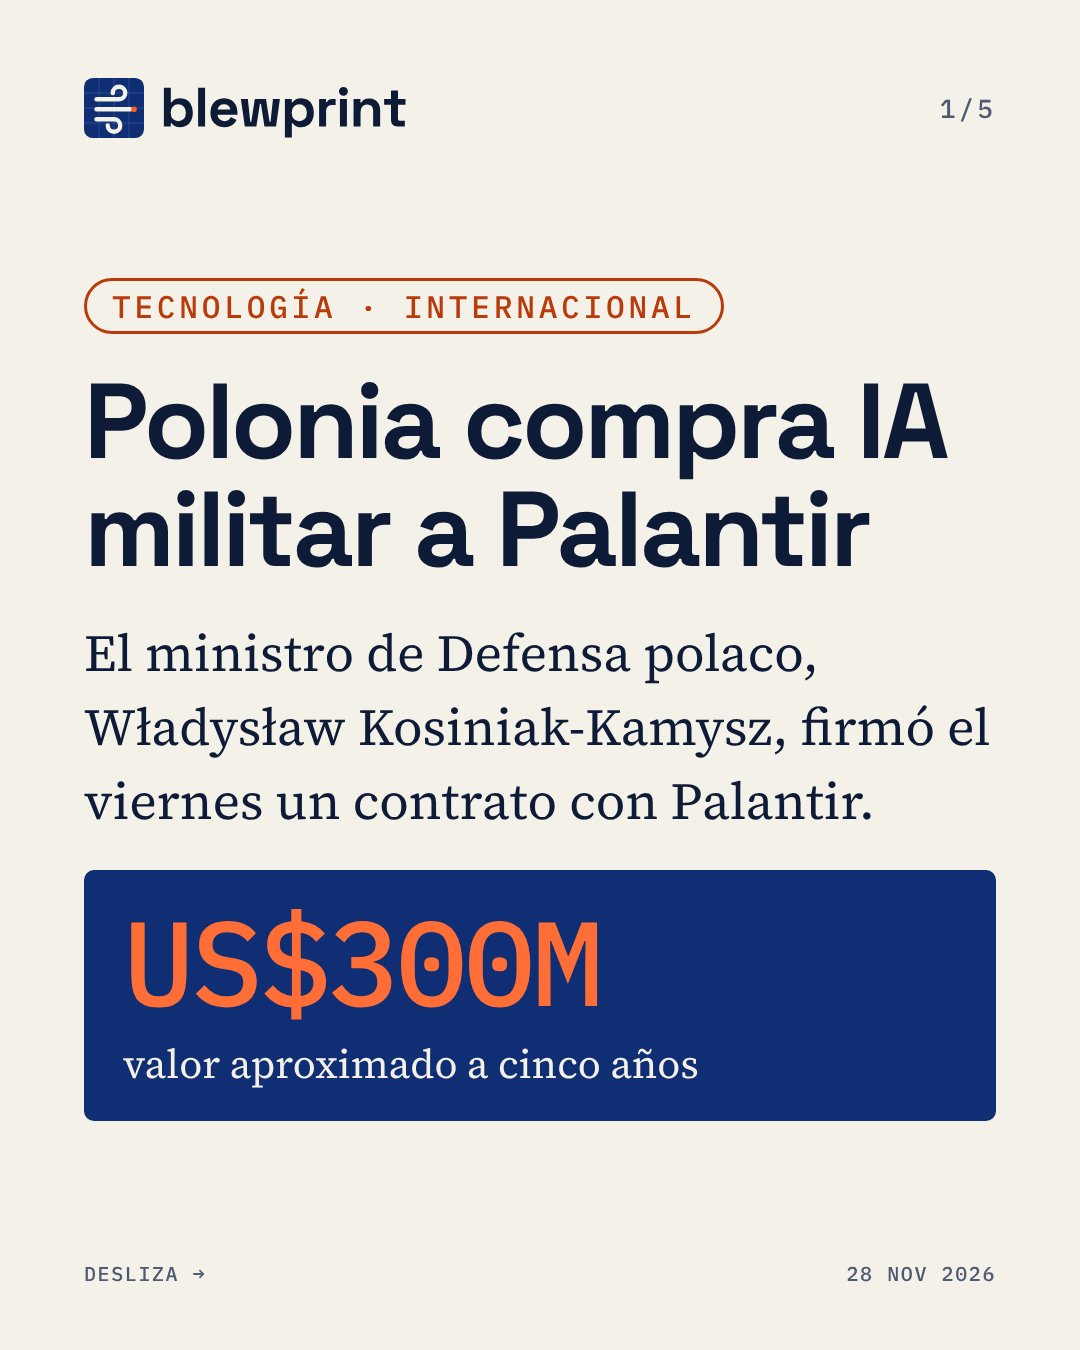 blewprint
1/5
TECNOLOGÍA · INTERNACIONAL
Polonia compra IA
militar a Palantir
El ministro de Defensa polaco,
Władysław Kosiniak-Kamysz, firmó el
viernes un contrato con Palantir.
US$300M
valor aproximado a cinco años
DESLIZA →
28 NOV 2026